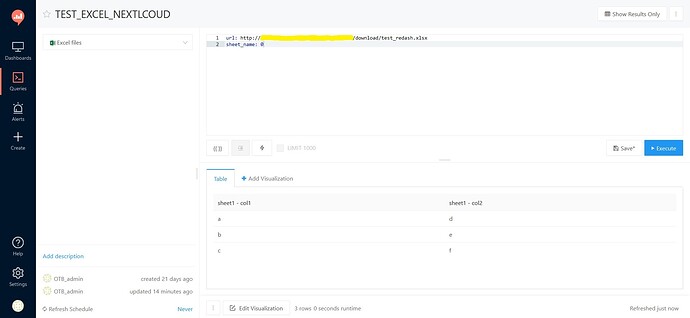 TEST_EXCEL_NEXTLCOUD
Show Results Only
Excel files
Dashboards
Queries
Alerts
Create
Help
Settings
1 url: http:///download/test_redash.xlsx
2 sheet_name: 0
{{ }}
LIMIT 1000
Save*
Execute
Table
Add Visualization
sheet1 - col1 sheet1 - col2
a d
b e
c f
Add description
OTB_admin created 21 days ago
OTB_admin updated 14 minutes ago
Refresh Schedule Never
Edit Visualization 3 rows 0 seconds runtime Refreshed just now